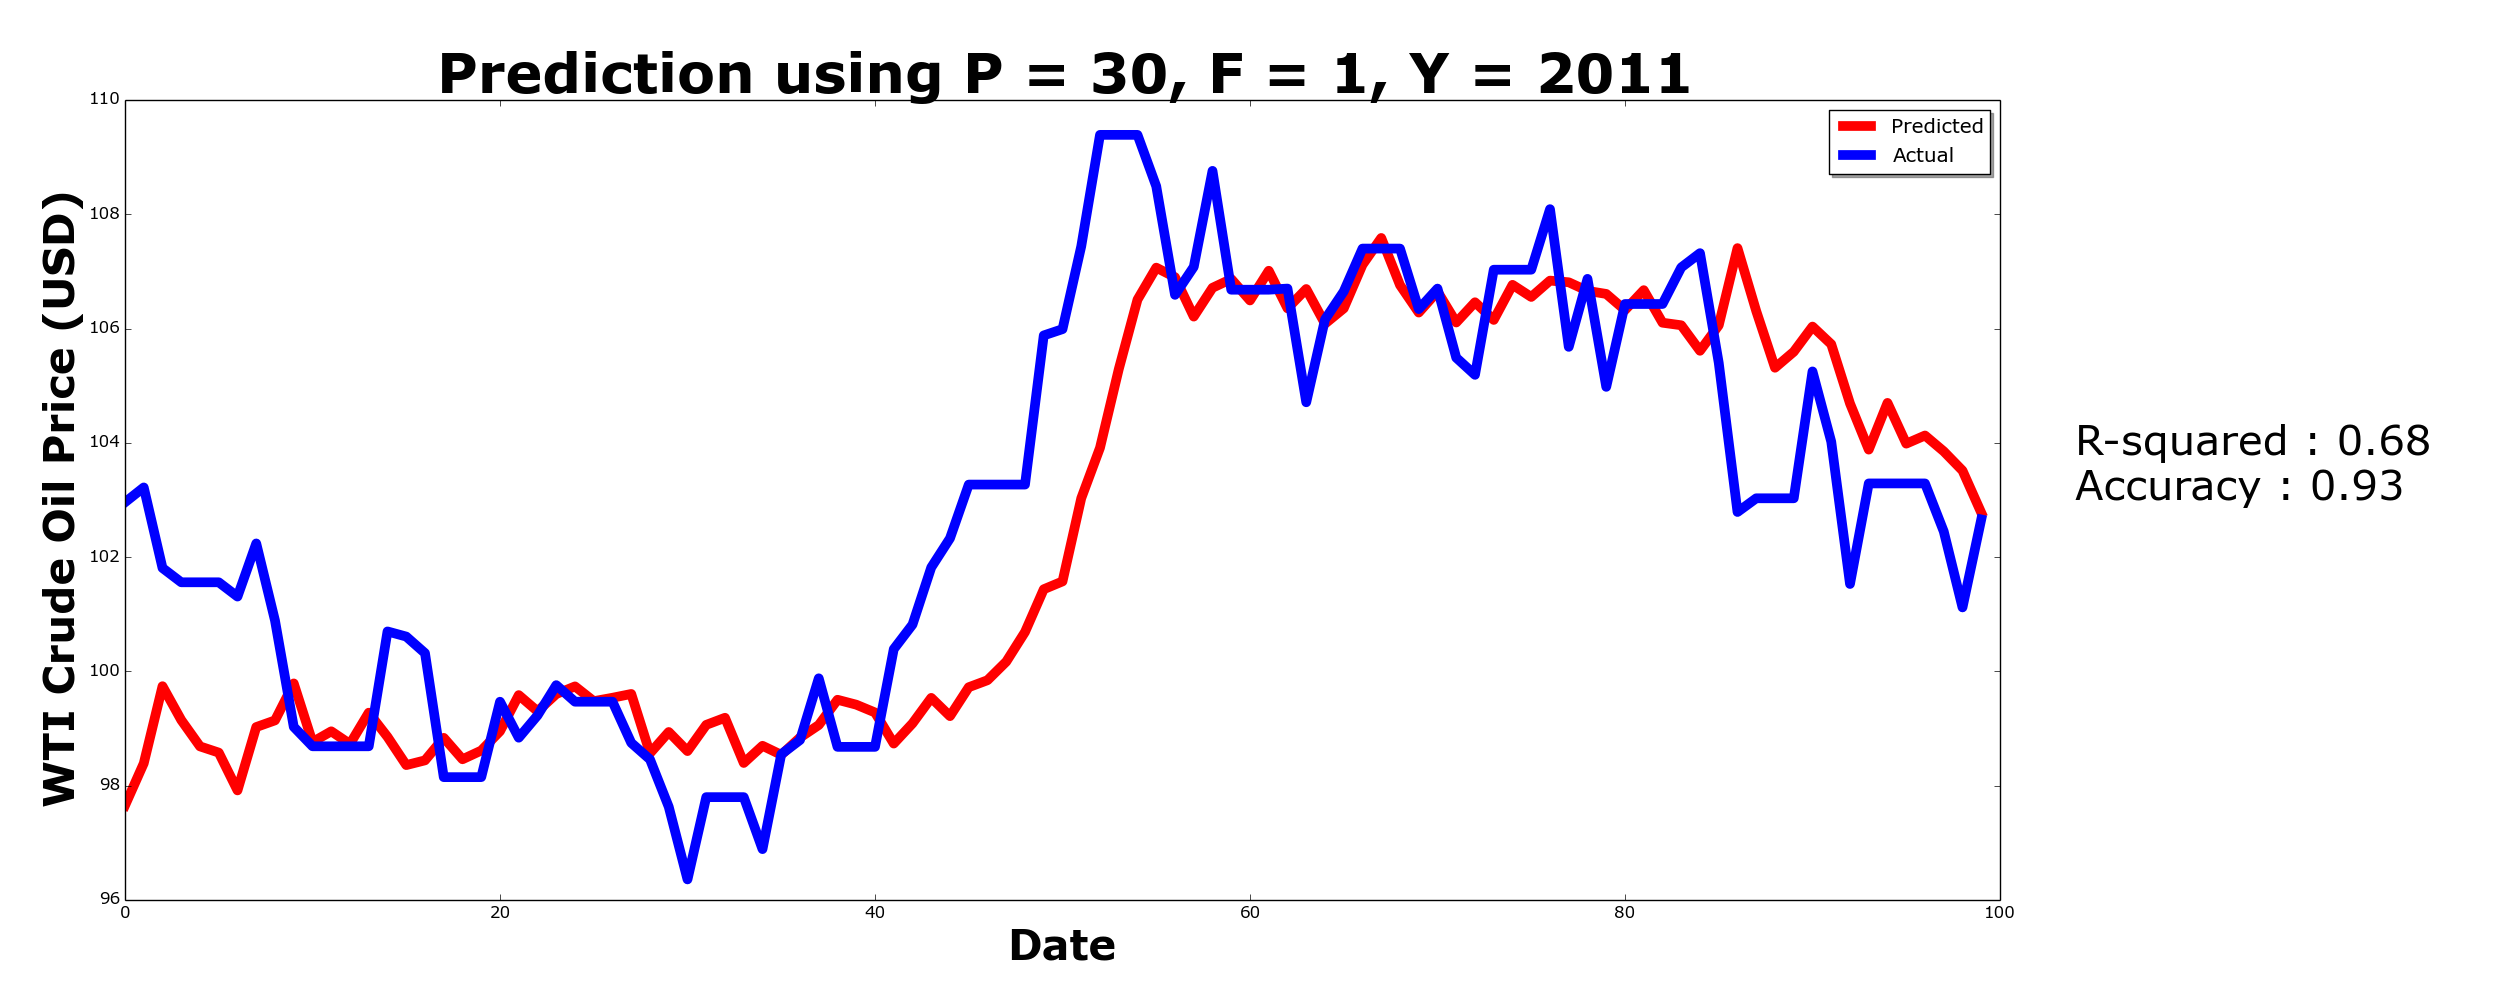 Prediction using P = 30, F = 1, Y = 2011
WTI Crude Oil Price (USD)
110
108
106
104
102
100
98
96
Predicted
Actual
R-squared : 0.68
Accuracy : 0.93
0 20 40 60 80 100
Date